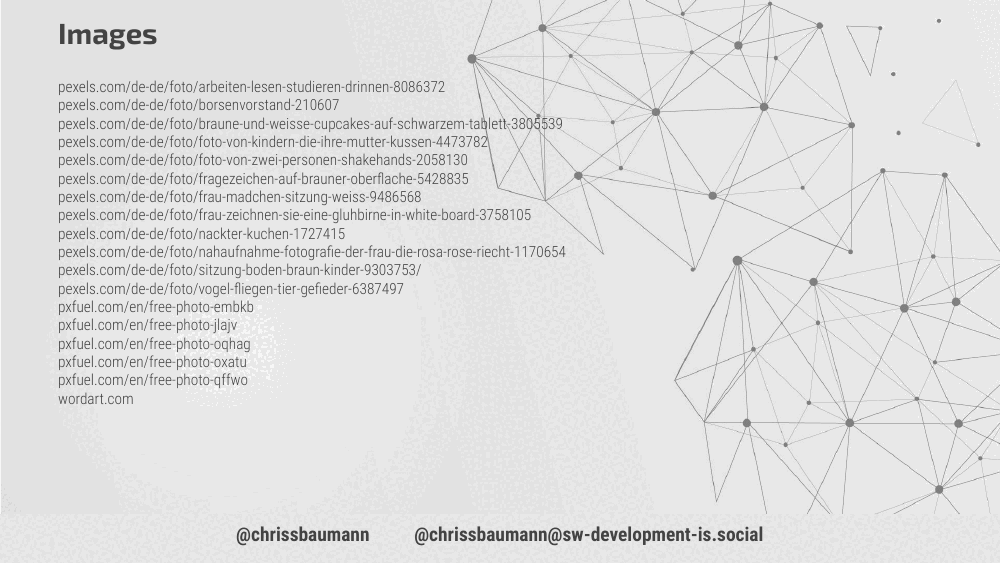 Images
pexels.com/de-de/foto/arbeiten-lesen-studieren-drinnen-8086372
pexels.com/de-de/foto/borsenvorstand-210607
pexels.com/de-de/foto/braune-und-weisse-cupcakes-auf-schwarzem-tablett-3805539
pexels.com/de-de/foto/foto-von-kindern-die-ihre-mutter-kussen-4473782
pexels.com/de-de/foto/foto-von-zwei-personen-shakehands-2058130
pexels.com/de-de/foto/fragezeichen-auf-brauner-oberflache-5428835
pexels.com/de-de/foto/frau-madchen-sitzung-weiss-9486568
pexels.com/de-de/foto/frau-zeichnen-sie-eine-gluhbirne-in-white-board-3758105
pexels.com/de-de/foto/nackter-kuchen-1727415
pexels.com/de-de/foto/nahaufnahme-fotografie-der-frau-die-rosa-rose-riecht-1170654
pexels.com/de-de/foto/sitzung-boden-braun-kinder-9303753/
pexels.com/de-de/foto/vogel-fliegen-tier-gefieder-6387497
pxfuel.com/en/free-photo-embkb
pxfuel.com/en/free-photo-jlajv
pxfuel.com/en/free-photo-oqhag
pxfuel.com/en/free-photo-oxatu
pxfuel.com/en/free-photo-qffwo
wordart.com
@chrissbaumann @chrissbaumann@sw-development-is.social